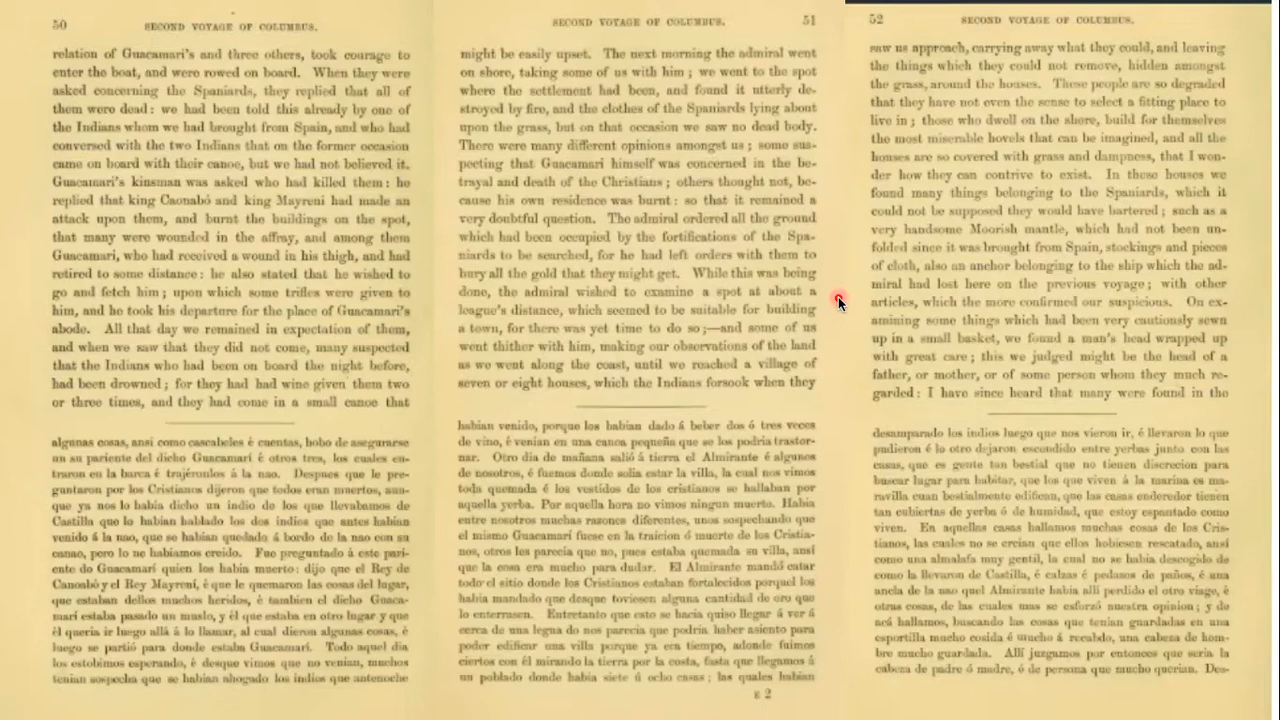 50
SECOND VOYAGE OF COLUMBUS.
relation of Guacamari's and three others, took courage to
enter the boat, and were rowed on board. When they were
asked concerning the Spaniards, they replied that all of
them were dead: we had been told this already by one of
the Indians whom we had brought from Spain, and who had
conversed with the two Indians that on the former occasion
came on board with their canoe, but we had not believed it.
Guacamari's kinsman was asked who had killed them: he
replied that king Caonabó and king Mayreni had made an
attack upon them, and burnt the buildings on the spot,
that many were wounded in the affray, and among them
Guacamari, who had received a wound in his thigh, and had
retired to some distance: he also stated that he wished to
go and fetch him; upon which some trifles were given to
him, and he took his departure for the place of Guacamari's
abode. All that day we remained in expectation of them,
and when we saw that they did not come, many suspected
that the Indians who had been on board the night before,
had been drowned; for they had had wine given them two
or three times, and they had come in a small canoe that
algunas cosas, ansi como cascabeles é cuentas, hobo de asegurarse
un su pariente del dicho Guacamarí é otros tres, los cuales en-
traron en la barca é trajéronlos á la nao. Despues que le pre-
guntaron por los Cristianos dijeron que todos eran muertos, aun-
que ya nos lo habia dicho un indio de los que llevabamos de
Castilla que lo habian hablado los dos indios que antes habian
venido á la nao, que se habian quedado á bordo de la nao con su
canao, pero lo no habiamos creido. Fue preguntado á este pari-
ente do Guacamarí quien los habia muerto: dijo que el Rey de
Canoabó y el Rey Mayrení, é que le quemaron las cosas del lugar,
que estaban dellos muchos heridos, é tambien el dicho Guaca-
marí estaba pasado un muslo, y él que estaba en otro lugar y que
él queria ir luego allá á lo llamar, al cual dieron algunas cosas, é
luego se partió para donde estaba Guacamarí. Todo aquel dia
los estobimos esperando, é desque vimos que no venian, muchos
tenian sospecha que se habian ahogado los indios que antenoche
SECOND VOYAGE OF COLUMBUS.
51
might be easily upset. The next morning the admiral went
on shore, taking some of us with him; we went to the spot
where the settlement had been, and found it utterly de-
stroyed by fire, and the clothes of the Spaniards lying about
upon the grass, but on that occasion we saw no dead body.
There were many different opinions amongst us; some sus-
pecting that Guacamari himself was concerned in the be-
trayal and death of the Christians; others thought not, be-
cause his own residence was burnt: so that it remained a
very doubtful question. The admiral ordered all the ground
which had been occupied by the fortifications of the Spa-
niards to be searched, for he had left orders with them to
bury all the gold that they might get. While this was being
done, the admiral wished to examine a spot at about a
league's distance, which seemed to be suitable for building
a town, for there was yet time to do so;—and some of us
went thither with him, making our observations of the land
as we went along the coast, until we reached a village of
seven or eight houses, which the Indians forsook when they
habian venido, porque los habian dado á beber dos ó tres veces
de vino, é venian en una canoa pequeña que se los podria trastor-
nar. Otro dia de mañana salió á tierra el Almirante é algunos
de nosotros, é fuemos donde solia estar la villa, la cual nos vimos
toda quemada é los vestidos de los cristianos se hallaban por
aquella yerba. Por aquella hora no vimos ningun muerto. Habia
entre nosotros muchas razones diferentes, unos sospechando que
el mismo Guacamarí fuese en la traicion ó muerte de los Cristia-
nos, otros les parecia que no, pues estaba quemada su villa, ansi
que la cosa era mucho para dudar. El Almirante mandó catar
todo el sitio donde los Cristianos estaban fortalecidos porquel los
habia mandado que desque toviesen alguna cantidad de oro que
lo enterrasen. Entretanto que esto se hacia quiso llegar á ver á
cerca de una legua do nos parecia que podria haber asiento para
poder edificar una villa porque ya era tiempo, adonde fuimos
ciertos con él mirando la tierra por la costa, fasta que llegamos á
un poblado donde habia siete ú ocho casas; las quales habian
E 2
52
SECOND VOYAGE OF COLUMBUS.
saw us approach, carrying away what they could, and leaving
the things which they could not remove, hidden amongst
the grass, around the houses. These people are so degraded
that they have not even the sense to select a fitting place to
live in; those who dwell on the shore, build for themselves
the most miserable hovels that can be imagined, and all the
houses are so covered with grass and dampness, that I won-
der how they can contrive to exist. In these houses we
found many things belonging to the Spaniards, which it
could not be supposed they would have bartered; such as a
very handsome Moorish mantle, which had not been un-
folded since it was brought from Spain, stockings and pieces
of cloth, also an anchor belonging to the ship which the ad-
miral had lost here on the previous voyage; with other
articles, which the more confirmed our suspicious. On ex-
amining some things which had been very cautiously sewn
up in a small basket, we found a man's head wrapped up
with great care; this we judged might be the head of a
father, or mother, or of some person whom they much re-
garded: I have since heard that many were found in the
desamparado los indios luego que nos vieron ir, é llevaron lo que
pudieron é lo otro dejaron escondido entre yerbas junto con las
casas, que es gente tan bestial que no tienen discrecion para
buscar lugar para habitar, que los que viven á la marina es ma-
ravilla cuan bestialmente edifican, que las casas enderedor tienen
tan cubiertas de yerba ó de humidad, que estoy espantado como
viven. En aquellas casas hallamos muchas cosas de los Cris-
tianos, las cuales no se creian que ellos hobiesen rescatado, ansi
como una almalafa muy gentil, la cual no se habia descogido de
como la llevaron de Castilla, é calzas é pedazos de paños, é una
ancla de la nao quel Almirante habia allí perdido el otro viage, é
otras cosas, de las cuales mas se esforzó nuestra opinion; y de
acá hallamos, buscando las cosas que tenian guardadas en una
esportilla mucho cosida é mucho á recabdo, una cabeza de hom-
bre mucho guardada. Allí juzgamos por entonces que seria la
cabeza de padre ó madre, ó de persona que mucho querian. Des-